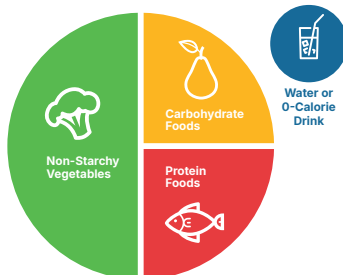 Carbohydrate
Foods
Water or
0-Calorie
Drink
Non-Starchy
Vegetables
Protein
Foods